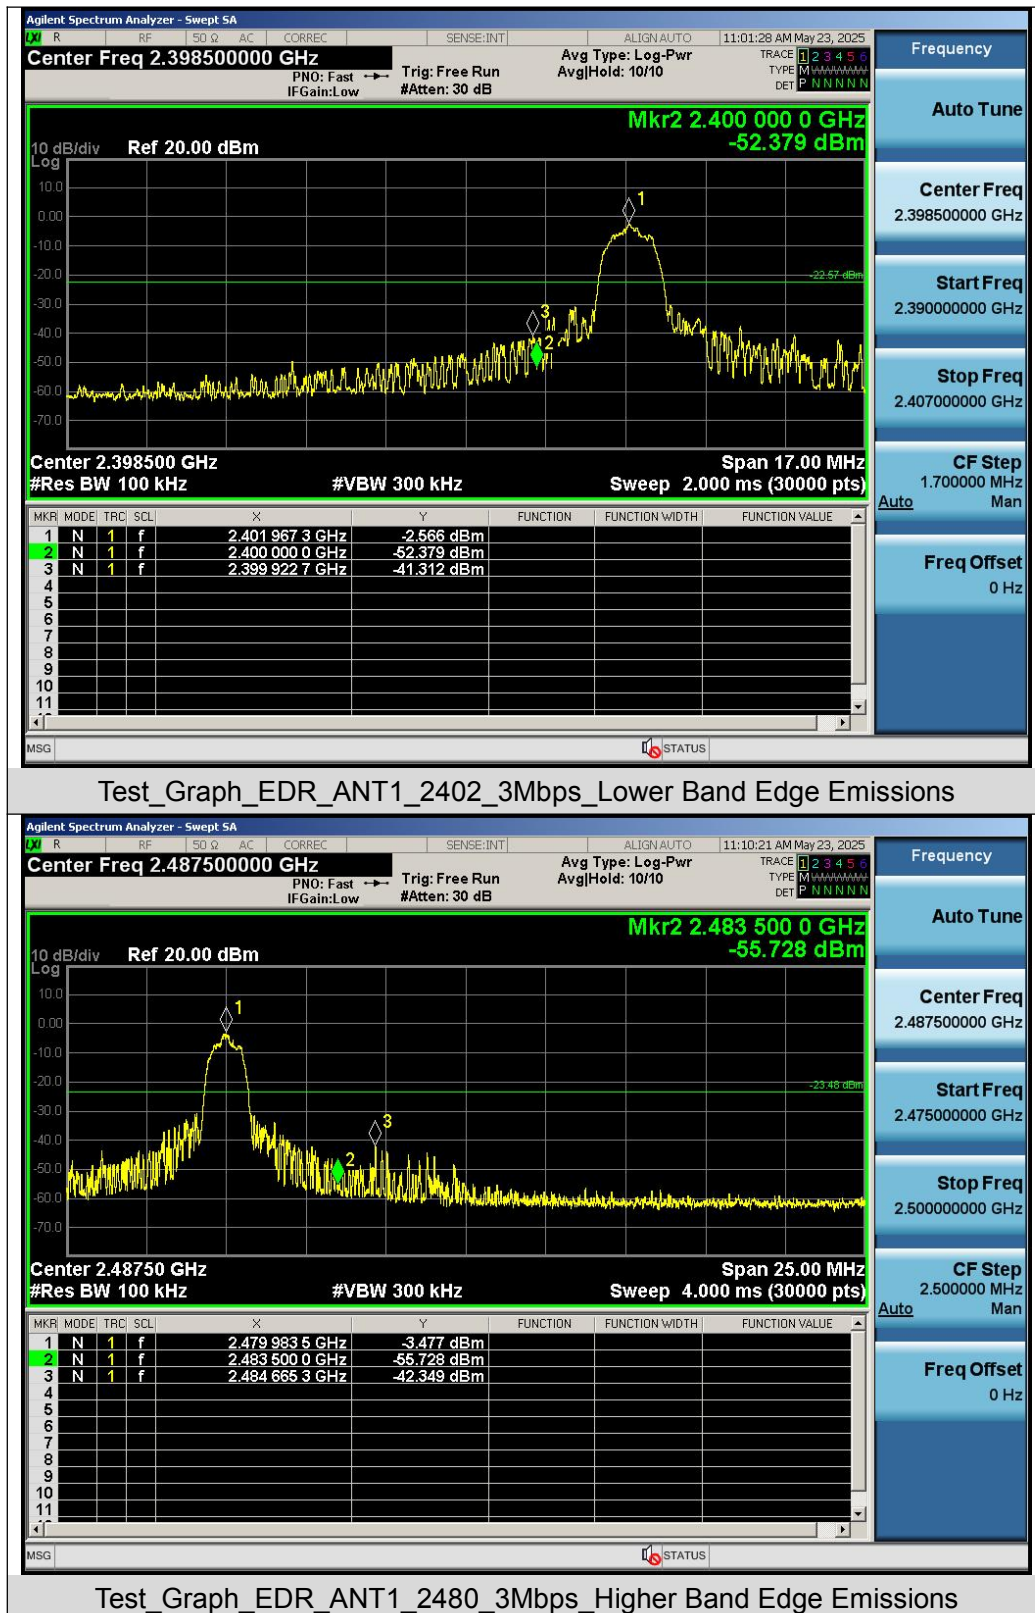 Agilent Spectrum Analyzer - Swept SA
LXI R RF 50 Ω AC CORREC SENSE:INT ALIGN AUTO 11:01:28 AM May 23, 2025
Center Freq 2.398500000 GHz
PNO: Fast
IFGain:Low
Trig: Free Run
#Atten: 30 dB
Avg Type: Log-Pwr
Avg|Hold: 10/10
TRACE 1 2 3 4 5 6
TYPE M W W W W W
DET P N N N N N
Mkr2 2.400 000 0 GHz
-52.379 dBm
10 dB/div Ref 20.00 dBm
Log
10.0
0.00
-10.0
-20.0
-30.0
-40.0
-50.0
-60.0
-70.0
1
-22.57 dBm
3
2
Center 2.398500 GHz Span 17.00 MHz
#Res BW 100 kHz #VBW 300 kHz Sweep 2.000 ms (30000 pts)
MKR MODE TRC SCL X Y FUNCTION FUNCTION WIDTH FUNCTION VALUE
1 N 1 f 2.401 967 3 GHz -2.566 dBm
2 N 1 f 2.400 000 0 GHz -52.379 dBm
3 N 1 f 2.399 922 7 GHz -41.312 dBm
4
5
6
7
8
9
10
11
MSG STATUS
Frequency
Auto Tune
Center Freq
2.398500000 GHz
Start Freq
2.390000000 GHz
Stop Freq
2.407000000 GHz
CF Step
1.700000 MHz
Auto Man
Freq Offset
0 Hz
Test_Graph_EDR_ANT1_2402_3Mbps_Lower Band Edge Emissions
Agilent Spectrum Analyzer - Swept SA
LXI R RF 50 Ω AC CORREC SENSE:INT ALIGN AUTO 11:10:21 AM May 23, 2025
Center Freq 2.487500000 GHz
PNO: Fast
IFGain:Low
Trig: Free Run
#Atten: 30 dB
Avg Type: Log-Pwr
Avg|Hold: 10/10
TRACE 1 2 3 4 5 6
TYPE M W W W W W
DET P N N N N N
Mkr2 2.483 500 0 GHz
-55.728 dBm
10 dB/div Ref 20.00 dBm
Log
10.0
0.00
-10.0
-20.0
-30.0
-40.0
-50.0
-60.0
-70.0
1
-23.48 dBm
3
2
Center 2.48750 GHz Span 25.00 MHz
#Res BW 100 kHz #VBW 300 kHz Sweep 4.000 ms (30000 pts)
MKR MODE TRC SCL X Y FUNCTION FUNCTION WIDTH FUNCTION VALUE
1 N 1 f 2.479 983 5 GHz -3.477 dBm
2 N 1 f 2.483 500 0 GHz -55.728 dBm
3 N 1 f 2.484 665 3 GHz -42.349 dBm
4
5
6
7
8
9
10
11
MSG STATUS
Frequency
Auto Tune
Center Freq
2.487500000 GHz
Start Freq
2.475000000 GHz
Stop Freq
2.500000000 GHz
CF Step
2.500000 MHz
Auto Man
Freq Offset
0 Hz
Test_Graph_EDR_ANT1_2480_3Mbps_Higher Band Edge Emissions